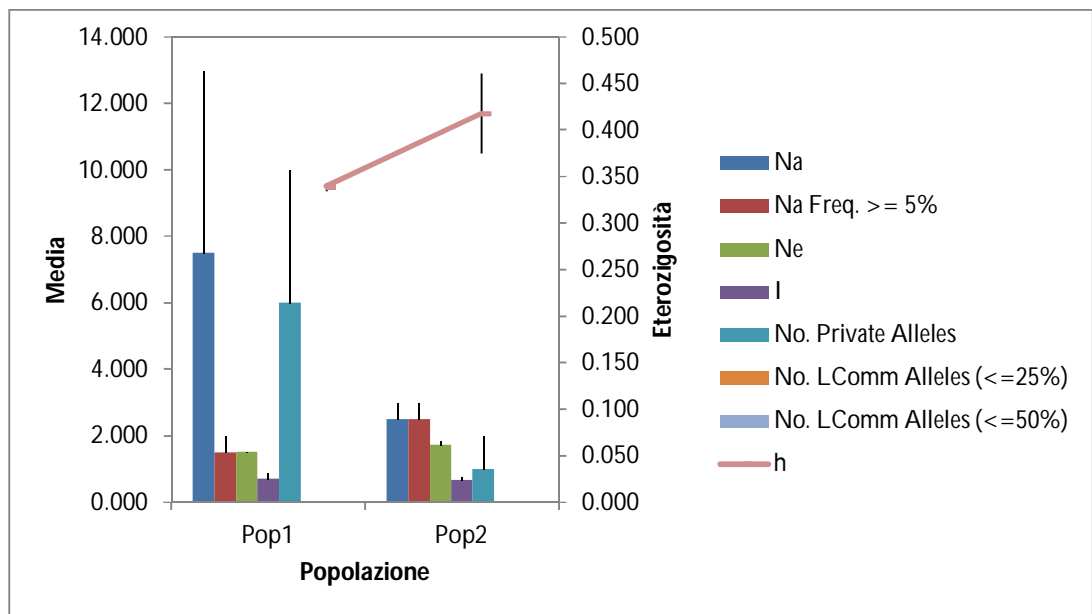 14.000
12.000
10.000
8.000
6.000
4.000
2.000
0.000
Media
0.500
0.450
0.400
0.350
0.300
0.250
0.200
0.150
0.100
0.050
0.000
Eterozigosità
Pop1
Pop2
Popolazione
Na
Na Freq. >= 5%
Ne
I
No. Private Alleles
No. LComm Alleles (<=25%)
No. LComm Alleles (<=50%)
h